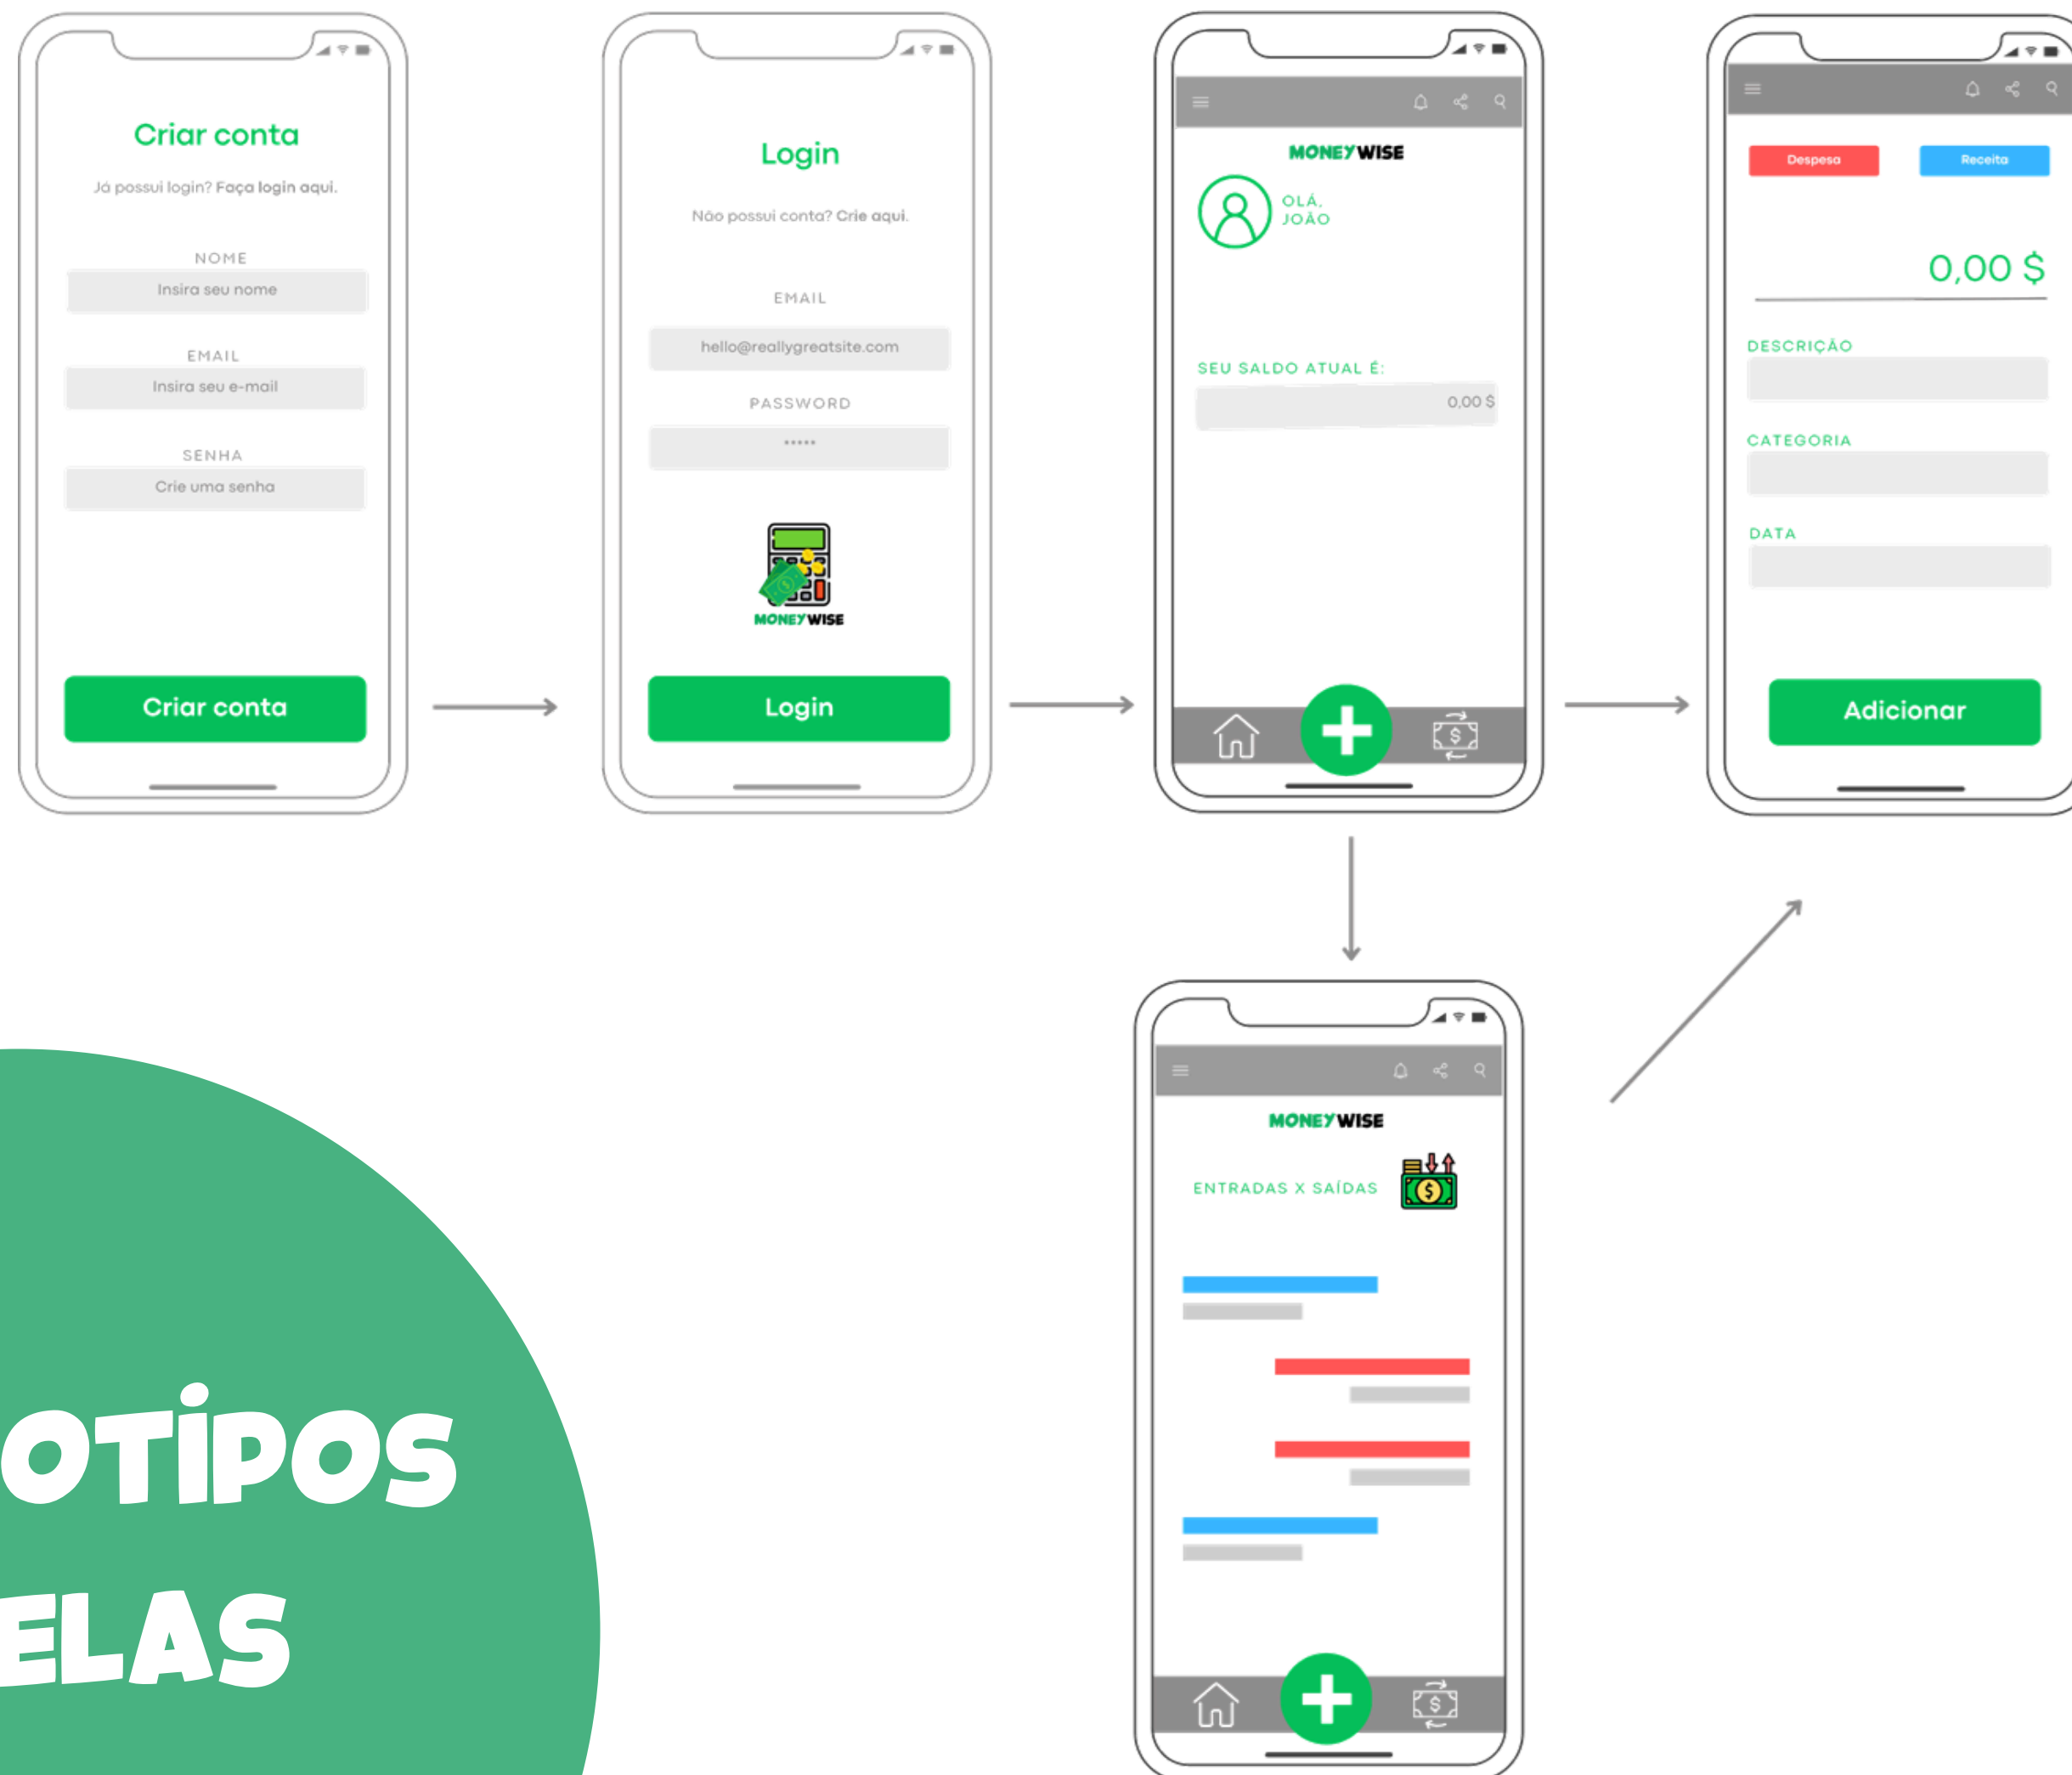 Criar conta
Já possui login? Faça login aqui.
NOME
Insira seu nome
EMAIL
Insira seu e-mail
SENHA
Crie uma senha
Criar conta
Login
Não possui conta? Crie aqui.
EMAIL
hello@reallygreatsite.com
PASSWORD
*****
MONEYWISE
Login
MONEYWISE
OLÁ,
JOÃO
SEU SALDO ATUAL É:
0,00 $
Despesa
Receita
0,00 $
DESCRIÇÃO
CATEGORIA
DATA
Adicionar
MONEYWISE
ENTRADAS X SAÍDAS
OTİPOS
ELAS